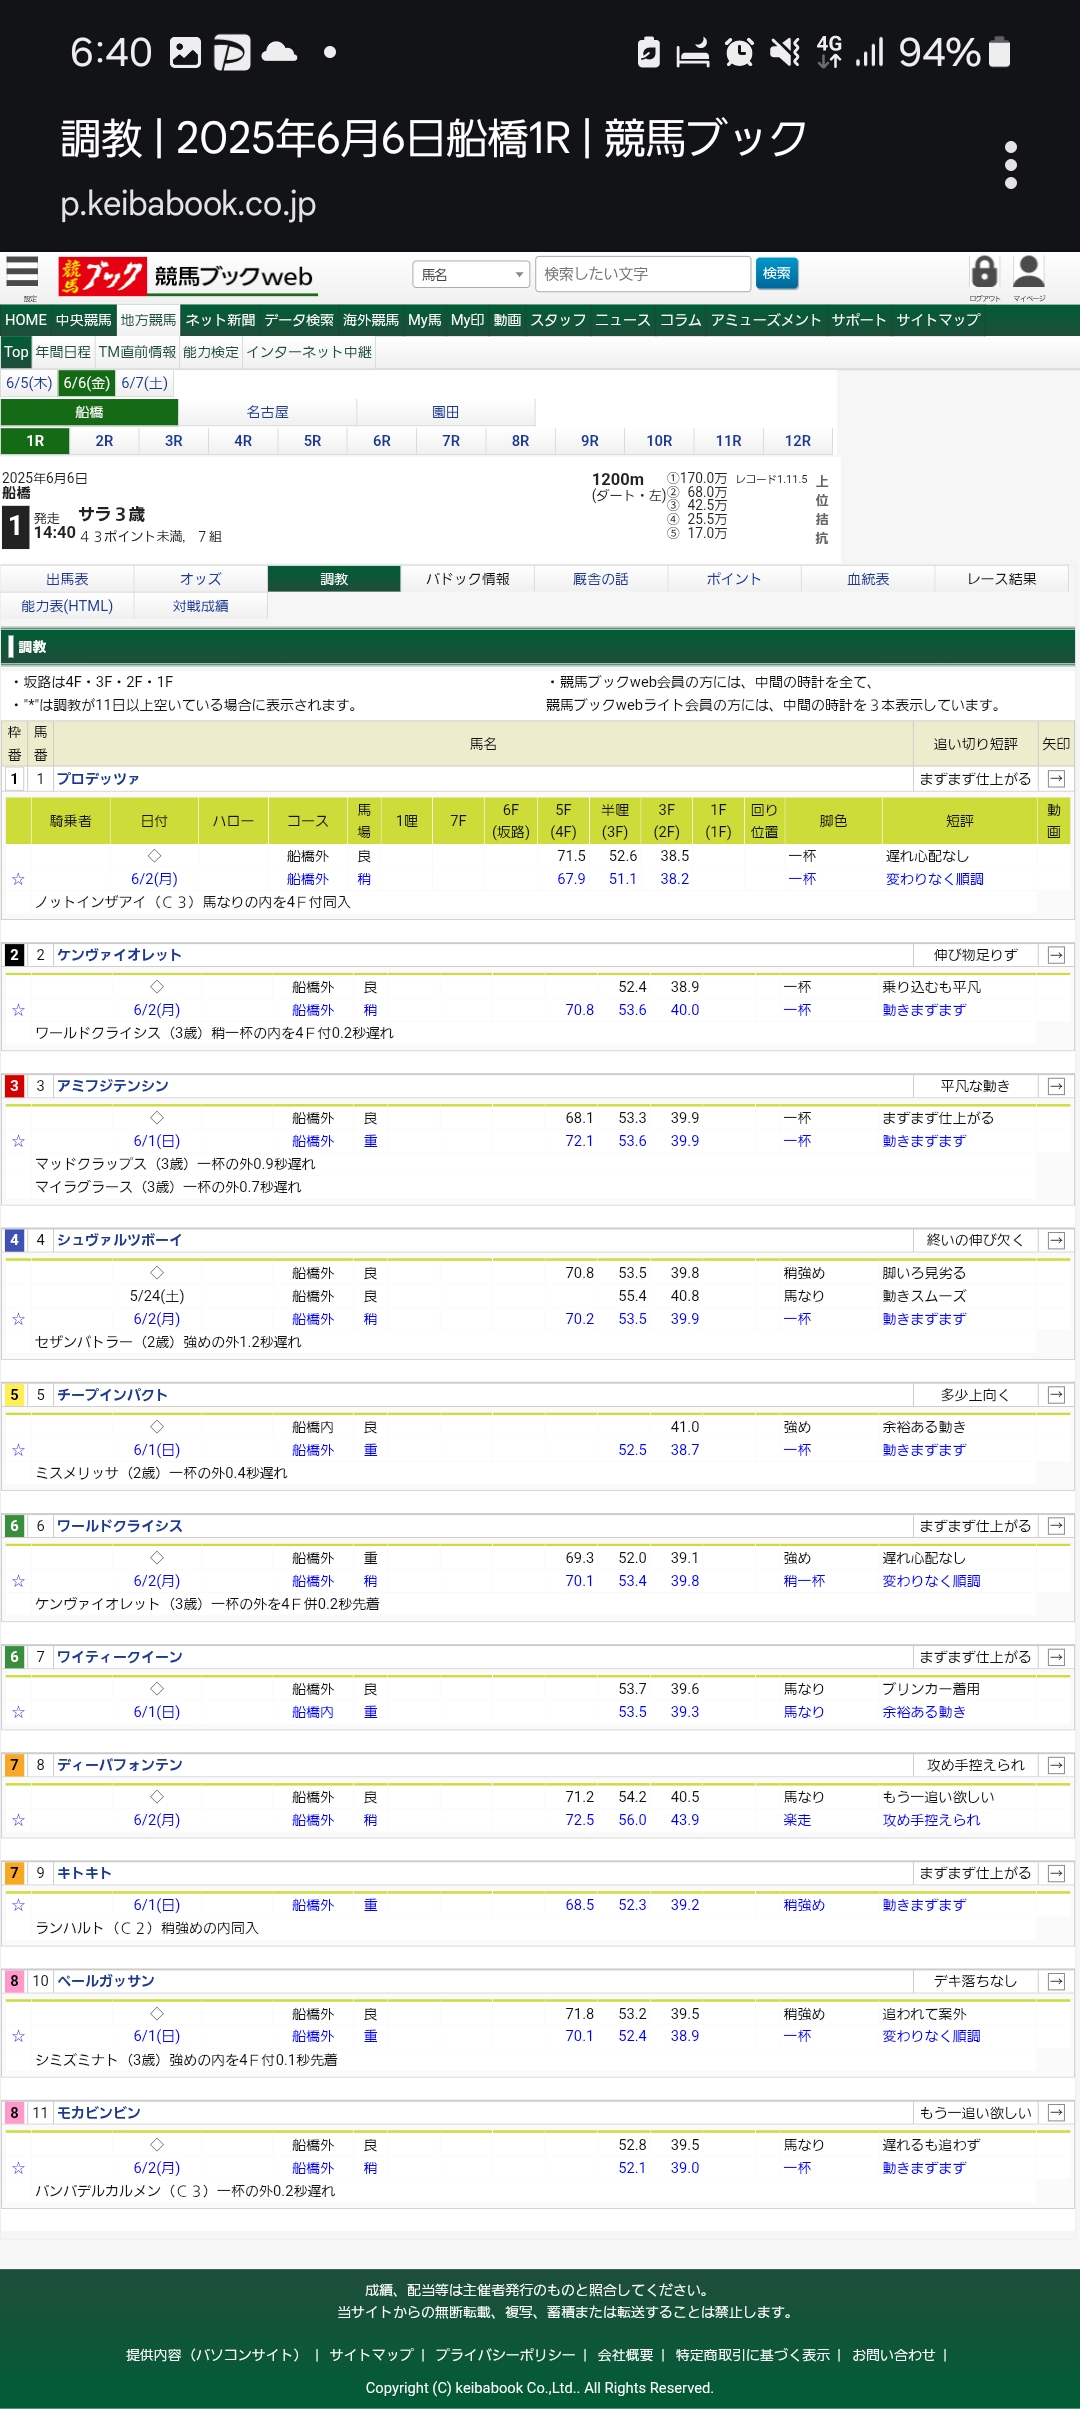 6:40 4G 94%
調教 | 2025年6月6日船橋1R | 競馬ブック
p.keibabook.co.jp
設定 競馬ブック 競馬ブックweb 馬名 検索したい文字 検索 ログアウト マイページ
HOME 中央競馬 地方競馬 ネット新聞 データ検索 海外競馬 My馬 My印 動画 スタッフ ニュース コラム アミューズメント サポート サイトマップ
Top 年間日程 TM直前情報 能力検定 インターネット中継
6/5(木) 6/6(金) 6/7(土)
船橋 名古屋 園田
1R 2R 3R 4R 5R 6R 7R 8R 9R 10R 11R 12R
2025年6月6日
船橋
1 発走
14:40
サラ３歳
４３ポイント未満, ７組
1200m
(ダート・左)
①170.0万
② 68.0万
③ 42.5万
④ 25.5万
⑤ 17.0万
レコード1.11.5
上位拮抗
出馬表 オッズ 調教 パドック情報 厩舎の話 ポイント 血統表 レース結果
能力表(HTML) 対戦成績
調教
・坂路は4F・3F・2F・1F
・"*"は調教が11日以上空いている場合に表示されます。
・競馬ブックweb会員の方には、中間の時計を全て、
競馬ブックwebライト会員の方には、中間の時計を３本表示しています。
枠番 馬番 馬名 追い切り短評 矢印
1 1 プロデッツァ まずまず仕上がる →
騎乗者 日付 ハロー コース 馬場 1哩 7F 6F(坂路) 5F(4F) 半哩(3F) 3F(2F) 1F(1F) 回り位置 脚色 短評 動画
◇ 船橋外 良 71.5 52.6 38.5 一杯 遅れ心配なし
☆ 6/2(月) 船橋外 稍 67.9 51.1 38.2 一杯 変わりなく順調
ノットインザアイ（Ｃ３）馬なりの内を4Ｆ付同入
2 2 ケンヴァイオレット 伸び物足りず →
◇ 船橋外 良 52.4 38.9 一杯 乗り込むも平凡
☆ 6/2(月) 船橋外 稍 70.8 53.6 40.0 一杯 動きまずまず
ワールドクライシス（3歳）稍一杯の内を4Ｆ付0.2秒遅れ
3 3 アミフジテンシン 平凡な動き →
◇ 船橋外 良 68.1 53.3 39.9 一杯 まずまず仕上がる
☆ 6/1(日) 船橋外 重 72.1 53.6 39.9 一杯 動きまずまず
マッドクラップス（3歳）一杯の外0.9秒遅れ
マイラグラース（3歳）一杯の外0.7秒遅れ
4 4 シュヴァルツボーイ 終いの伸び欠く →
◇ 船橋外 良 70.8 53.5 39.8 稍強め 脚いろ見劣る
5/24(土) 船橋外 良 55.4 40.8 馬なり 動きスムーズ
☆ 6/2(月) 船橋外 稍 70.2 53.5 39.9 一杯 動きまずまず
セザンバトラー（2歳）強めの外1.2秒遅れ
5 5 チープインパクト 多少上向く →
◇ 船橋内 良 41.0 強め 余裕ある動き
☆ 6/1(日) 船橋外 重 52.5 38.7 一杯 動きまずまず
ミスメリッサ（2歳）一杯の外0.4秒遅れ
6 6 ワールドクライシス まずまず仕上がる →
◇ 船橋外 重 69.3 52.0 39.1 強め 遅れ心配なし
☆ 6/2(月) 船橋外 稍 70.1 53.4 39.8 稍一杯 変わりなく順調
ケンヴァイオレット（3歳）一杯の外を4Ｆ併0.2秒先着
6 7 ワイティークイーン まずまず仕上がる →
◇ 船橋外 良 53.7 39.6 馬なり ブリンカー着用
☆ 6/1(日) 船橋内 重 53.5 39.3 馬なり 余裕ある動き
7 8 ディーバフォンテン 攻め手控えられ →
◇ 船橋外 良 71.2 54.2 40.5 馬なり もう一追い欲しい
☆ 6/2(月) 船橋外 稍 72.5 56.0 43.9 楽走 攻め手控えられ
7 9 キトキト まずまず仕上がる →
☆ 6/1(日) 船橋外 重 68.5 52.3 39.2 稍強め 動きまずまず
ランハルト（Ｃ２）稍強めの内同入
8 10 ペールガッサン デキ落ちなし →
◇ 船橋外 良 71.8 53.2 39.5 稍強め 追われて案外
☆ 6/1(日) 船橋外 重 70.1 52.4 38.9 一杯 変わりなく順調
シミズミナト（3歳）強めの内を4Ｆ付0.1秒先着
8 11 モカビンビン もう一追い欲しい →
◇ 船橋外 良 52.8 39.5 馬なり 遅れるも追わず
☆ 6/2(月) 船橋外 稍 52.1 39.0 一杯 動きまずまず
バンバデルカルメン（Ｃ３）一杯の外0.2秒遅れ
成績、配当等は主催者発行のものと照合してください。
当サイトからの無断転載、複写、蓄積または転送することは禁止します。
提供内容（パソコンサイト） | サイトマップ | プライバシーポリシー | 会社概要 | 特定商取引に基づく表示 | お問い合わせ |
Copyright (C) keibabook Co.,Ltd.. All Rights Reserved.